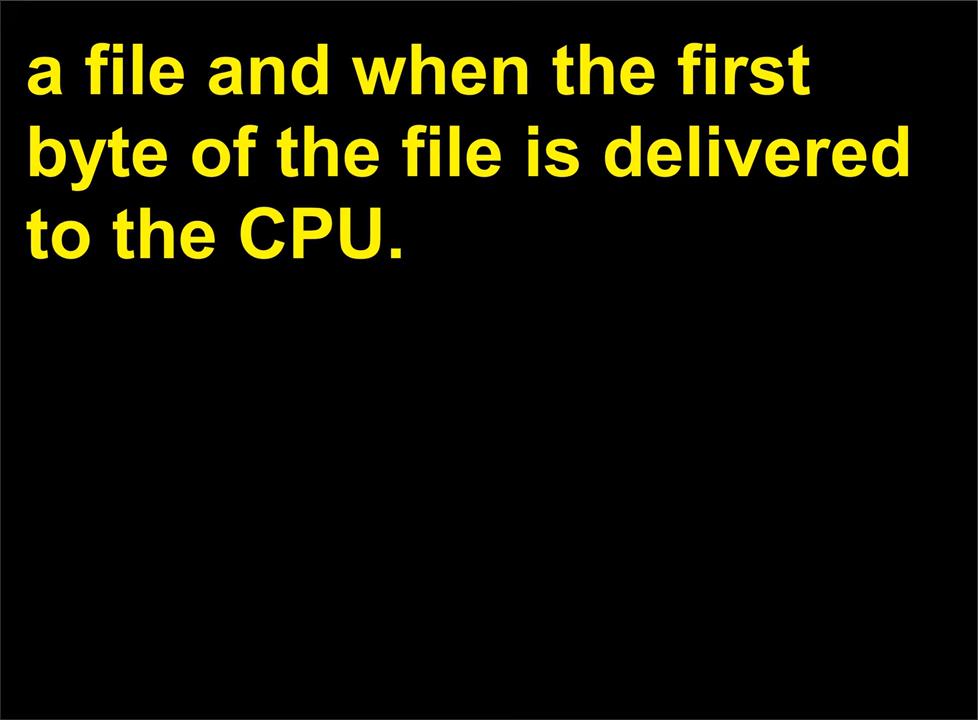 a file and when the first
byte of the file is delivered
to the CPU.